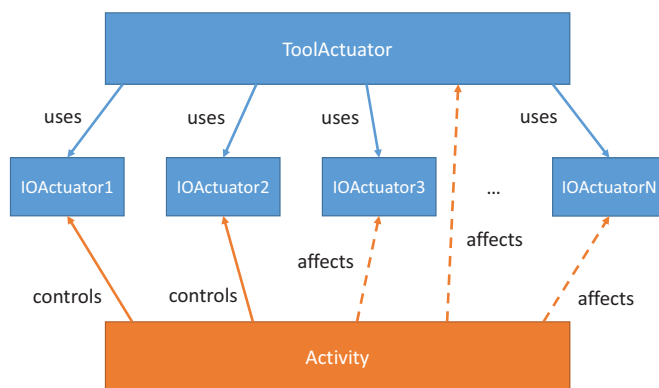 ToolActuator
uses
uses
uses
uses
IOActuator1
IOActuator2
IOActuator3
...
IOActuatorN
affects
affects
controls
controls
affects
Activity